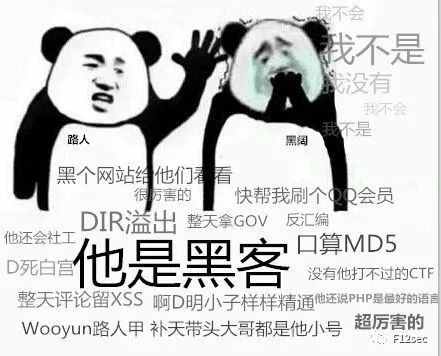 我不会
我不是
我没有
我不会
我不是
路人
黑阔
黑个网站给他们看看
很厉害的
快帮我刷个QQ会员
DIR溢出
整天拿GOV
反汇编
他还会社工
他是黑客
口算MD5
D死白宫
没有他打不过的CTF
整天评论留XSS
啊D明小子样样精通
他还说PHP是最好的语言
Wooyun路人甲
补天带头大哥都是他小号
超厉害的
F12sec